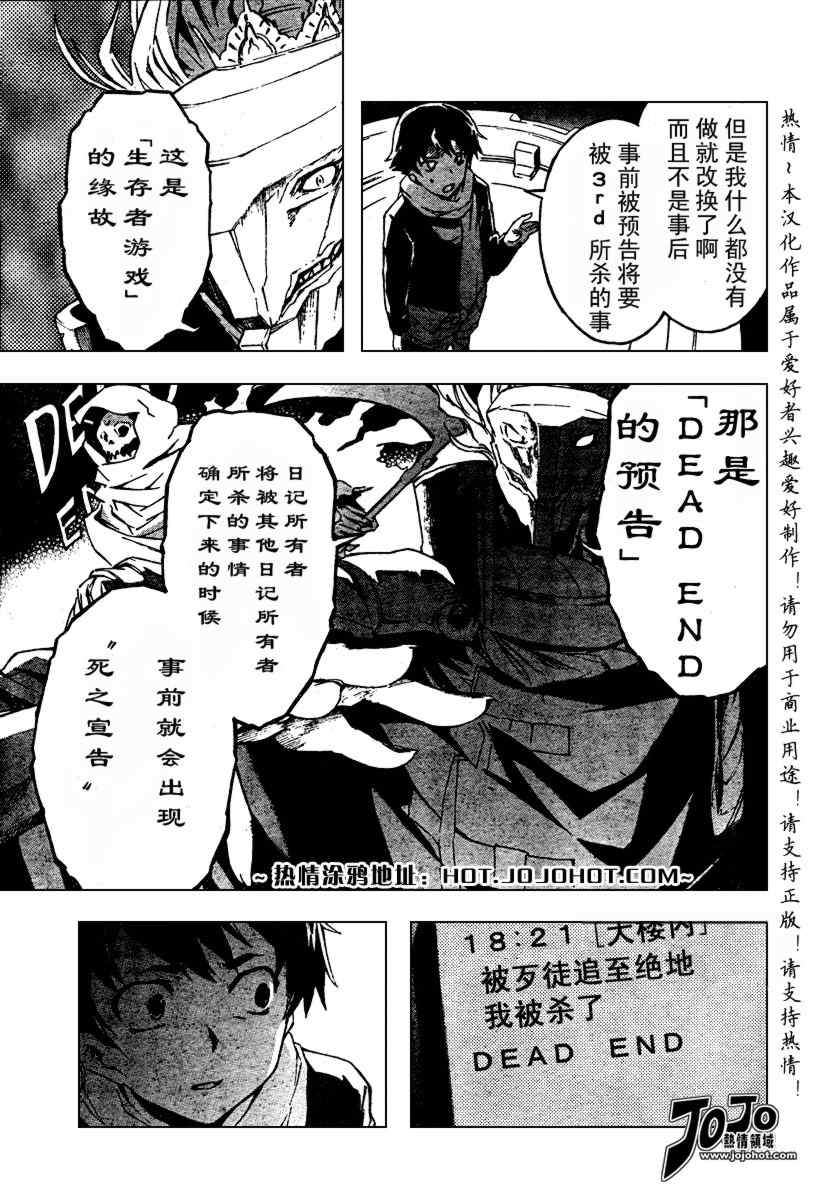 但是我什么都没有
做就改换了啊
而且不是事后
事前被预告将要
被3rd所杀的事
这是
「生存者游戏」
的缘故
那是
「DEAD END
的预告」
日记所有者
将被其他日记所有者
所杀的事情
确定下来的时候
事前就会出现
“死之宣告”
~热情涂鸦地址：HOT.JOJOHOT.COM~
18:21 [大楼内]
被歹徒追至绝地
我被杀了
DEAD END
热情~本汉化作品属于爱好者兴趣爱好制作！请勿用于商业用途！请支持正版！请支持热情！
JOJO
热情领域
www.jojohot.com